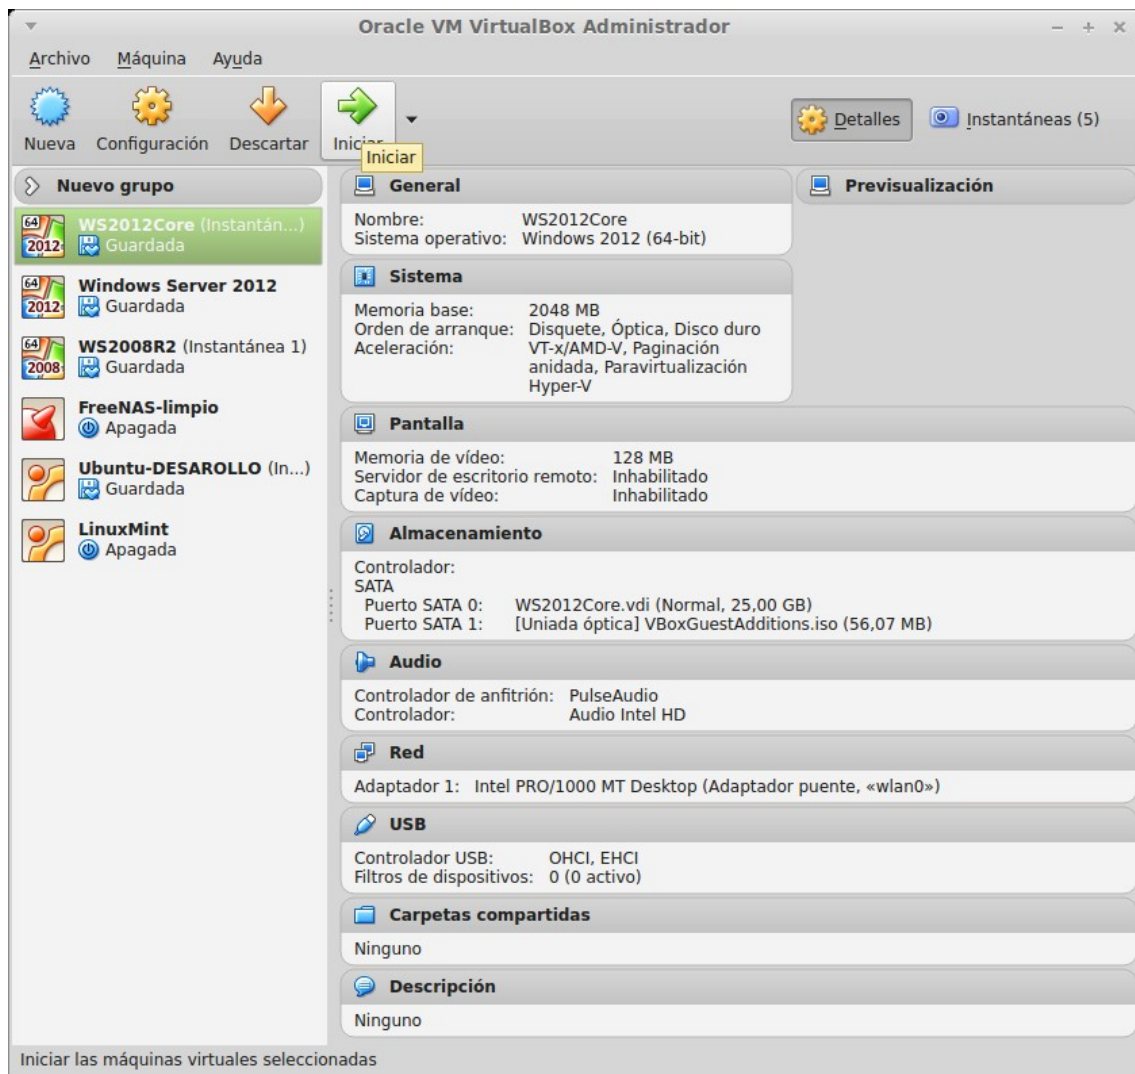 Oracle VM VirtualBox Administrador
Archivo Máquina Ayuda
Nueva Configuración Descartar Iniciar
Iniciar
Detalles Instantáneas (5)
Nuevo grupo
64
2012
WS2012Core (Instantán...)
Guardada
64
2012
Windows Server 2012
Guardada
64
2008
WS2008R2 (Instantánea 1)
Guardada
FreeNAS-limpio
Apagada
Ubuntu-DESAROLLO (In...)
Guardada
LinuxMint
Apagada
General
Nombre: WS2012Core
Sistema operativo: Windows 2012 (64-bit)
Previsualización
Sistema
Memoria base: 2048 MB
Orden de arranque: Disquete, Óptica, Disco duro
Aceleración: VT-x/AMD-V, Paginación
anidada, Paravirtualización
Hyper-V
Pantalla
Memoria de vídeo: 128 MB
Servidor de escritorio remoto: Inhabilitado
Captura de vídeo: Inhabilitado
Almacenamiento
Controlador:
SATA
Puerto SATA 0: WS2012Core.vdi (Normal, 25,00 GB)
Puerto SATA 1: [Uniada óptica] VBoxGuestAdditions.iso (56,07 MB)
Audio
Controlador de anfitrión: PulseAudio
Controlador: Audio Intel HD
Red
Adaptador 1: Intel PRO/1000 MT Desktop (Adaptador puente, «wlan0»)
USB
Controlador USB: OHCI, EHCI
Filtros de dispositivos: 0 (0 activo)
Carpetas compartidas
Ninguno
Descripción
Ninguno
Iniciar las máquinas virtuales seleccionadas